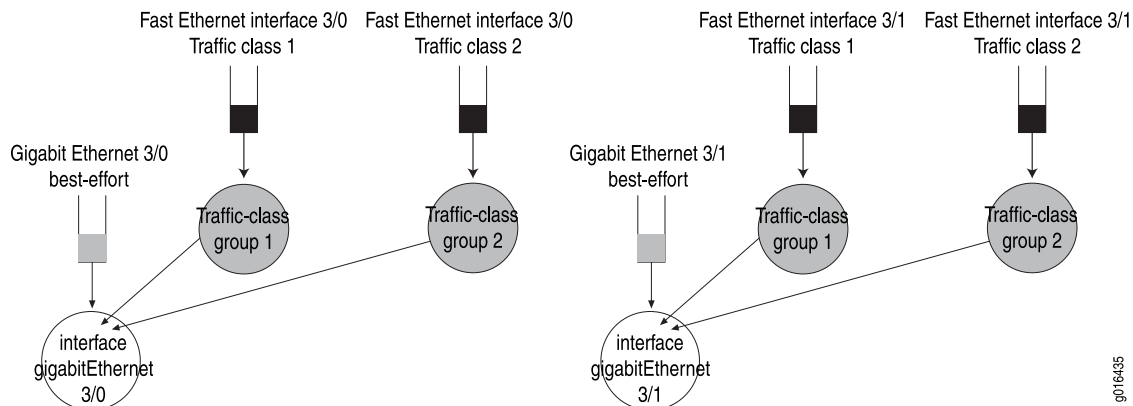 Fast Ethernet interface 3/0
Traffic class 1
Fast Ethernet interface 3/0
Traffic class 2
Gigabit Ethernet 3/0
best-effort
Traffic-class
group 1
Traffic-class
group 2
interface
gigabitEthernet
3/0
Fast Ethernet interface 3/1
Traffic class 1
Fast Ethernet interface 3/1
Traffic class 2
Gigabit Ethernet 3/1
best-effort
Traffic-class
group 1
Traffic-class
group 2
interface
gigabitEthernet
3/1
g016435